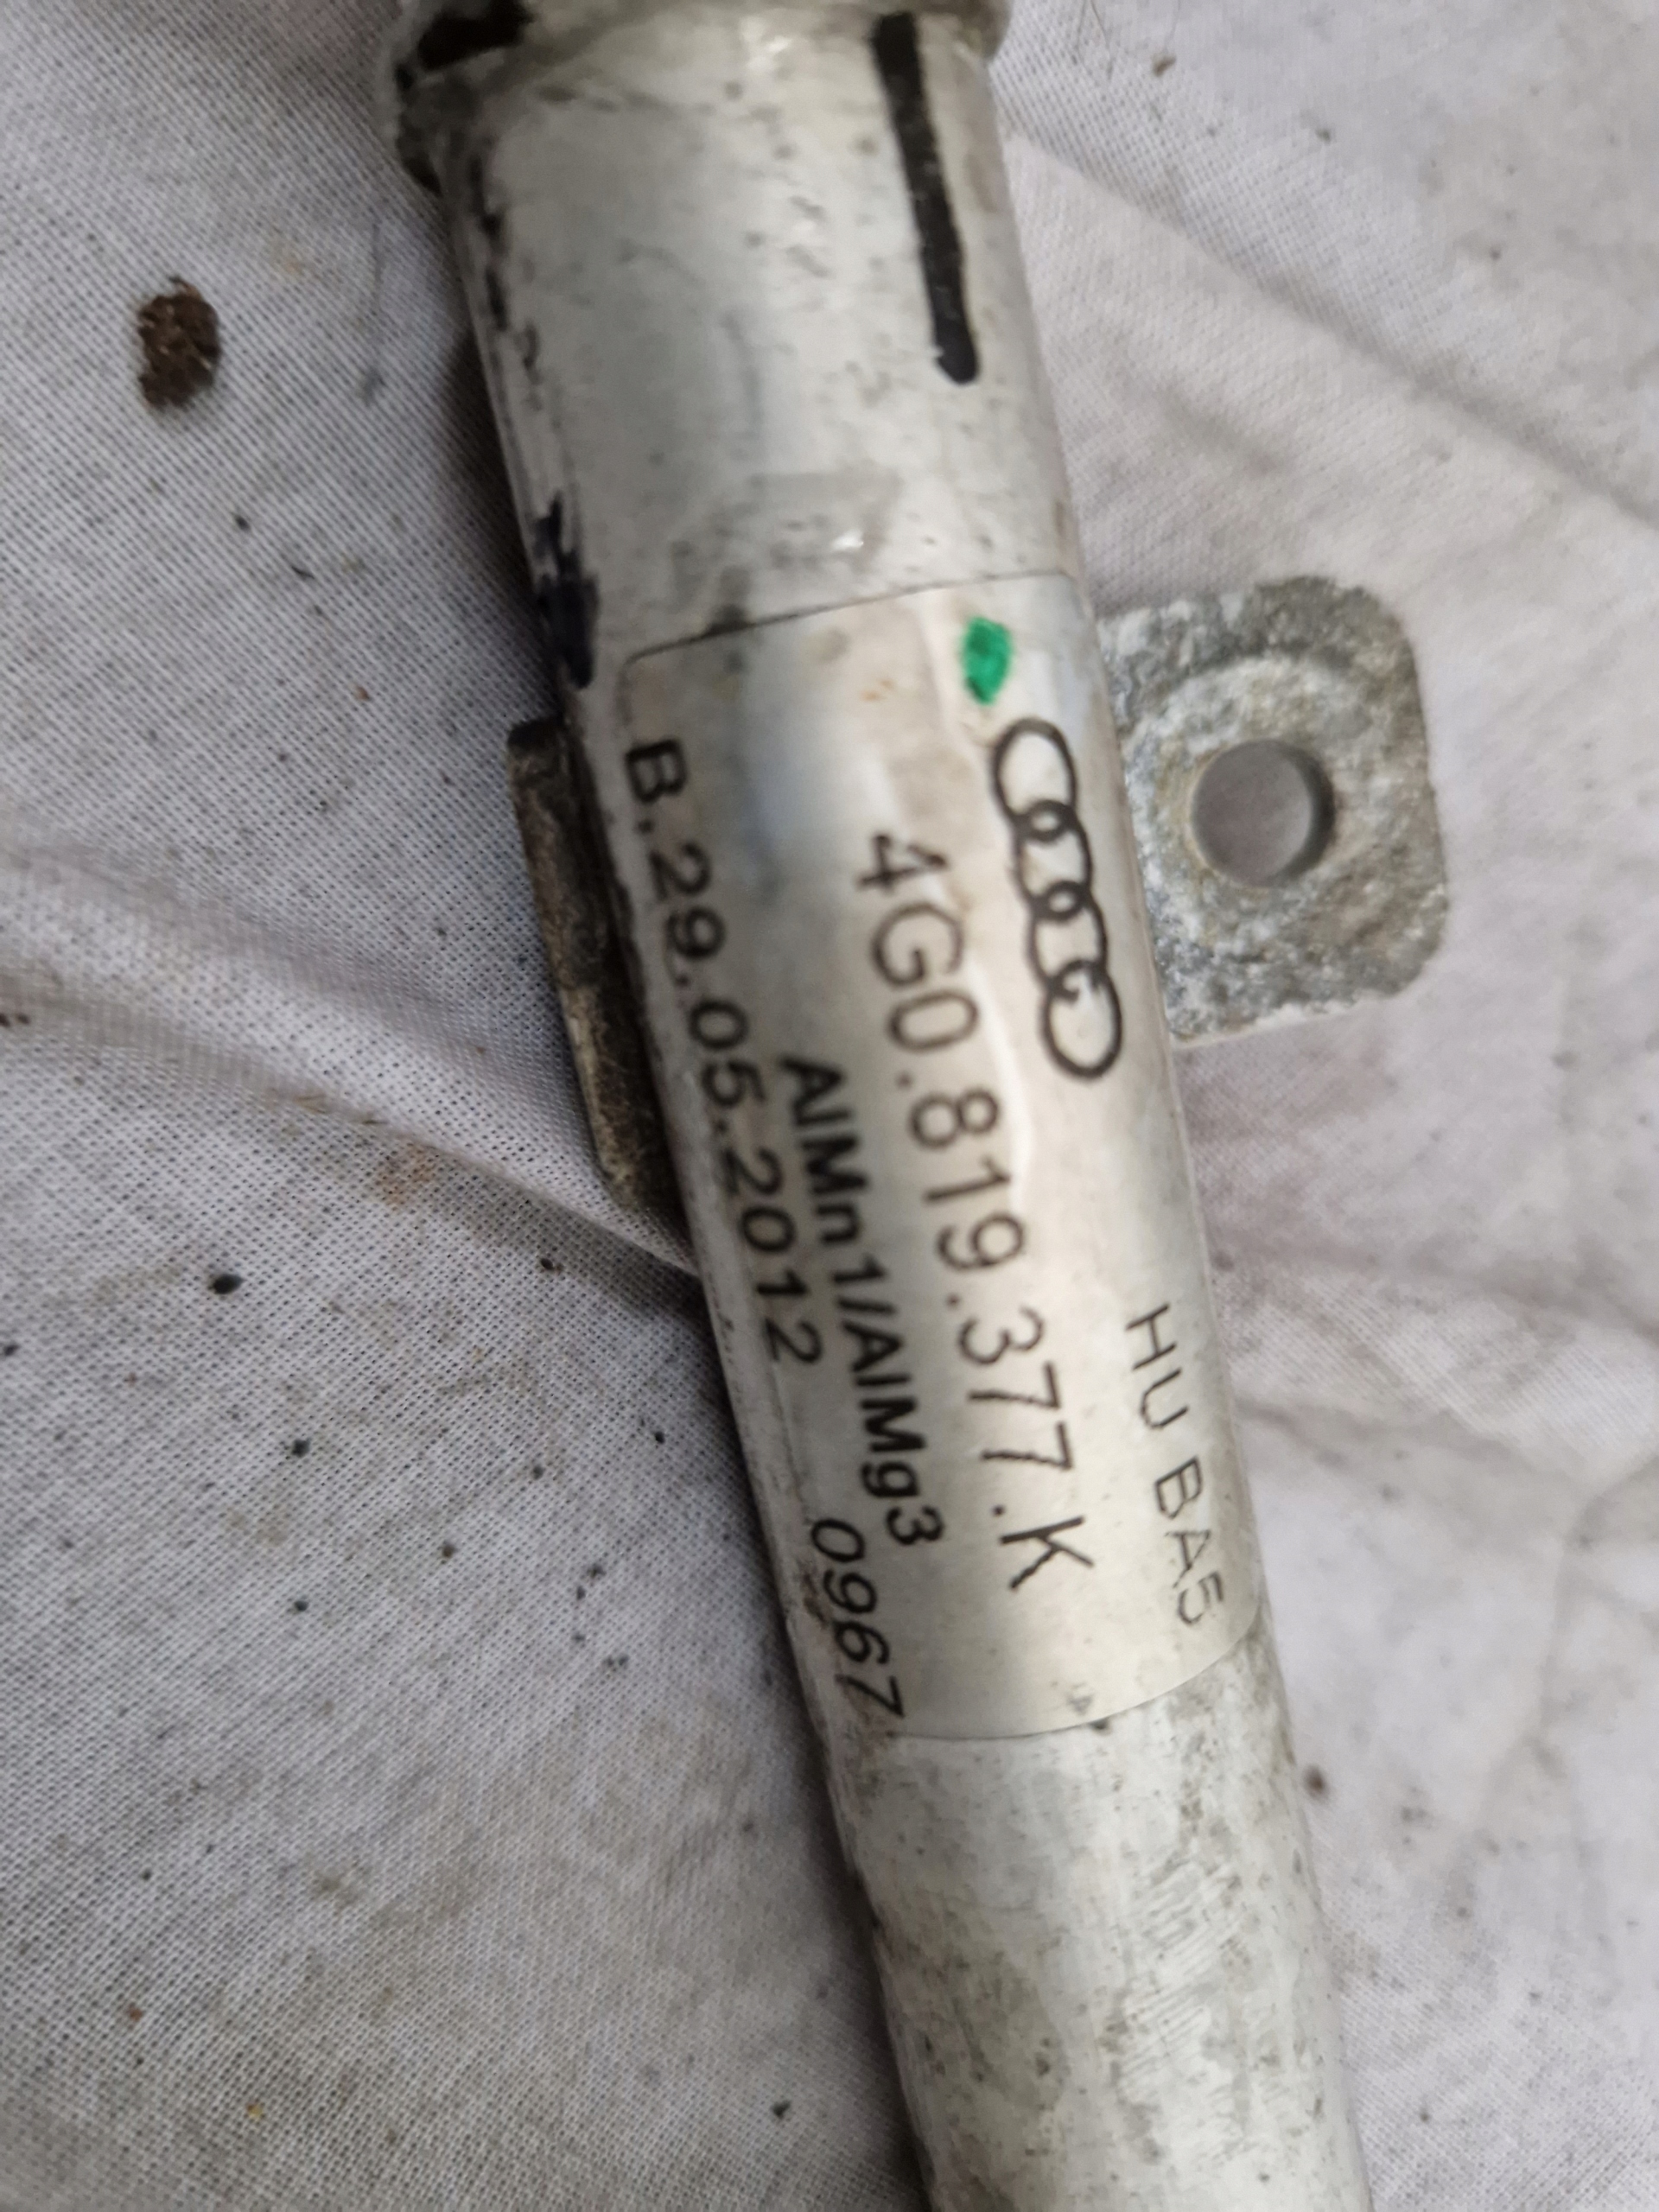 HU BA5
4G0.819.377.K
AlMn1/AlMg3
B.29.05.2012 0967